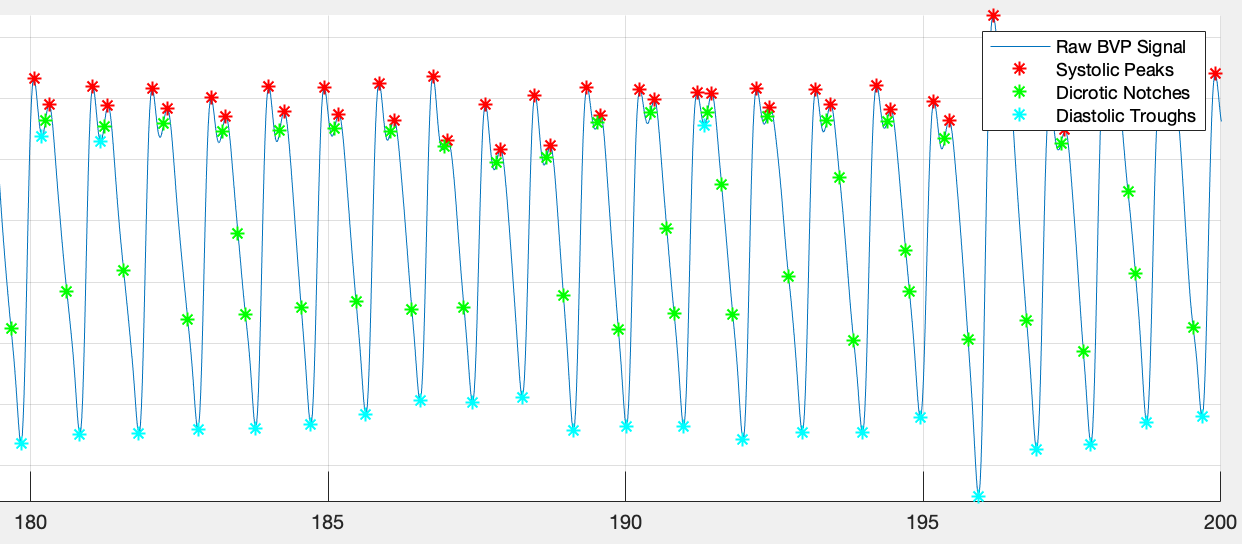 Raw BVP Signal
Systolic Peaks
Dicrotic Notches
Diastolic Troughs
180 185 190 195 200